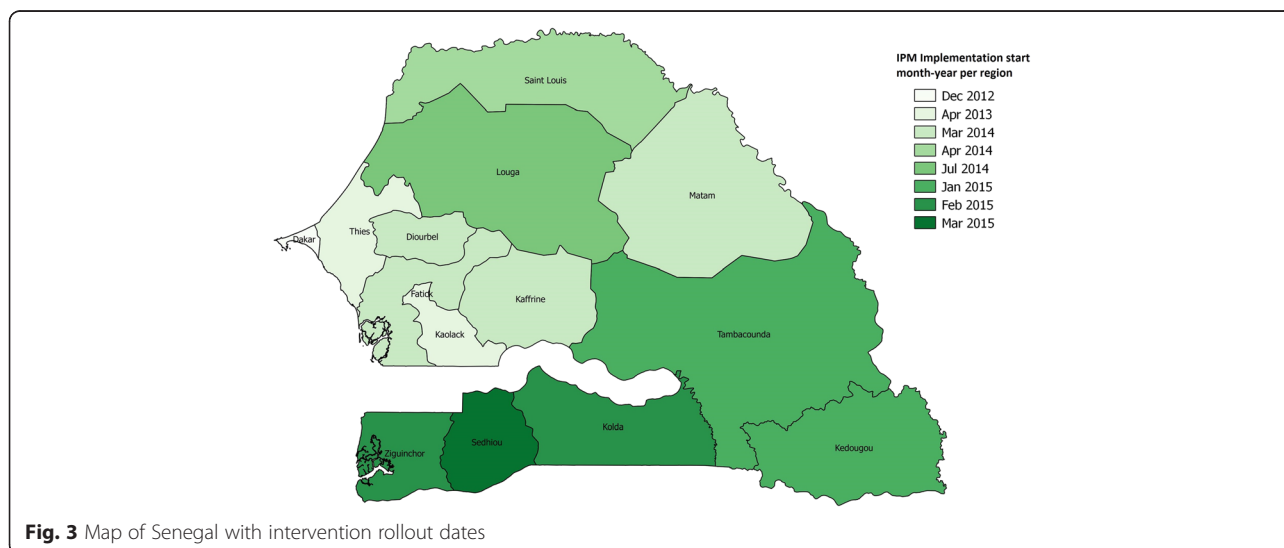 IPM Implementation start
month-year per region
Dec 2012
Apr 2013
Mar 2014
Apr 2014
Jul 2014
Jan 2015
Feb 2015
Mar 2015
Saint Louis
Louga
Matam
Dakar
Thies
Diourbel
Fatick
Kaffrine
Kaolack
Tambacounda
Ziguinchor
Sedhiou
Kolda
Kedougou
Fig. 3 Map of Senegal with intervention rollout dates